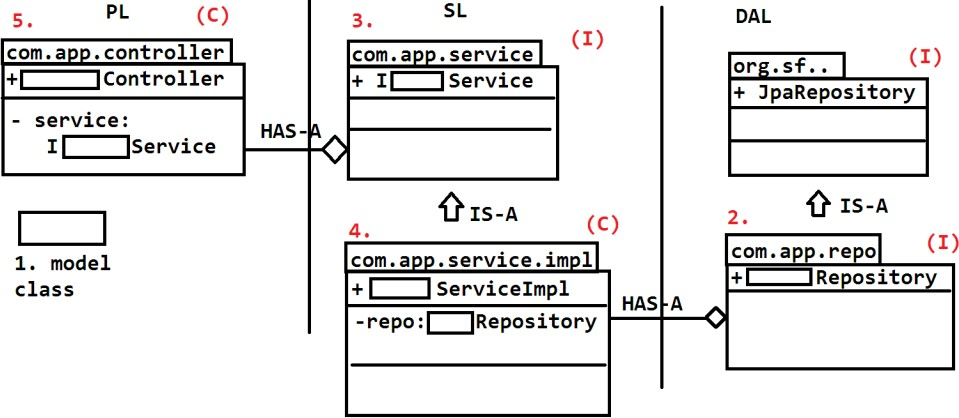 PL
SL
DAL
5.
(C)
com.app.controller
+ Controller
- service:
I Service
HAS-A
1. model
class
3.
(I)
com.app.service
+ I Service
IS-A
4.
(C)
com.app.service.impl
+ ServiceImpl
-repo: Repository
HAS-A
(I)
org.sf..
+ JpaRepository
IS-A
2.
(I)
com.app.repo
+ Repository